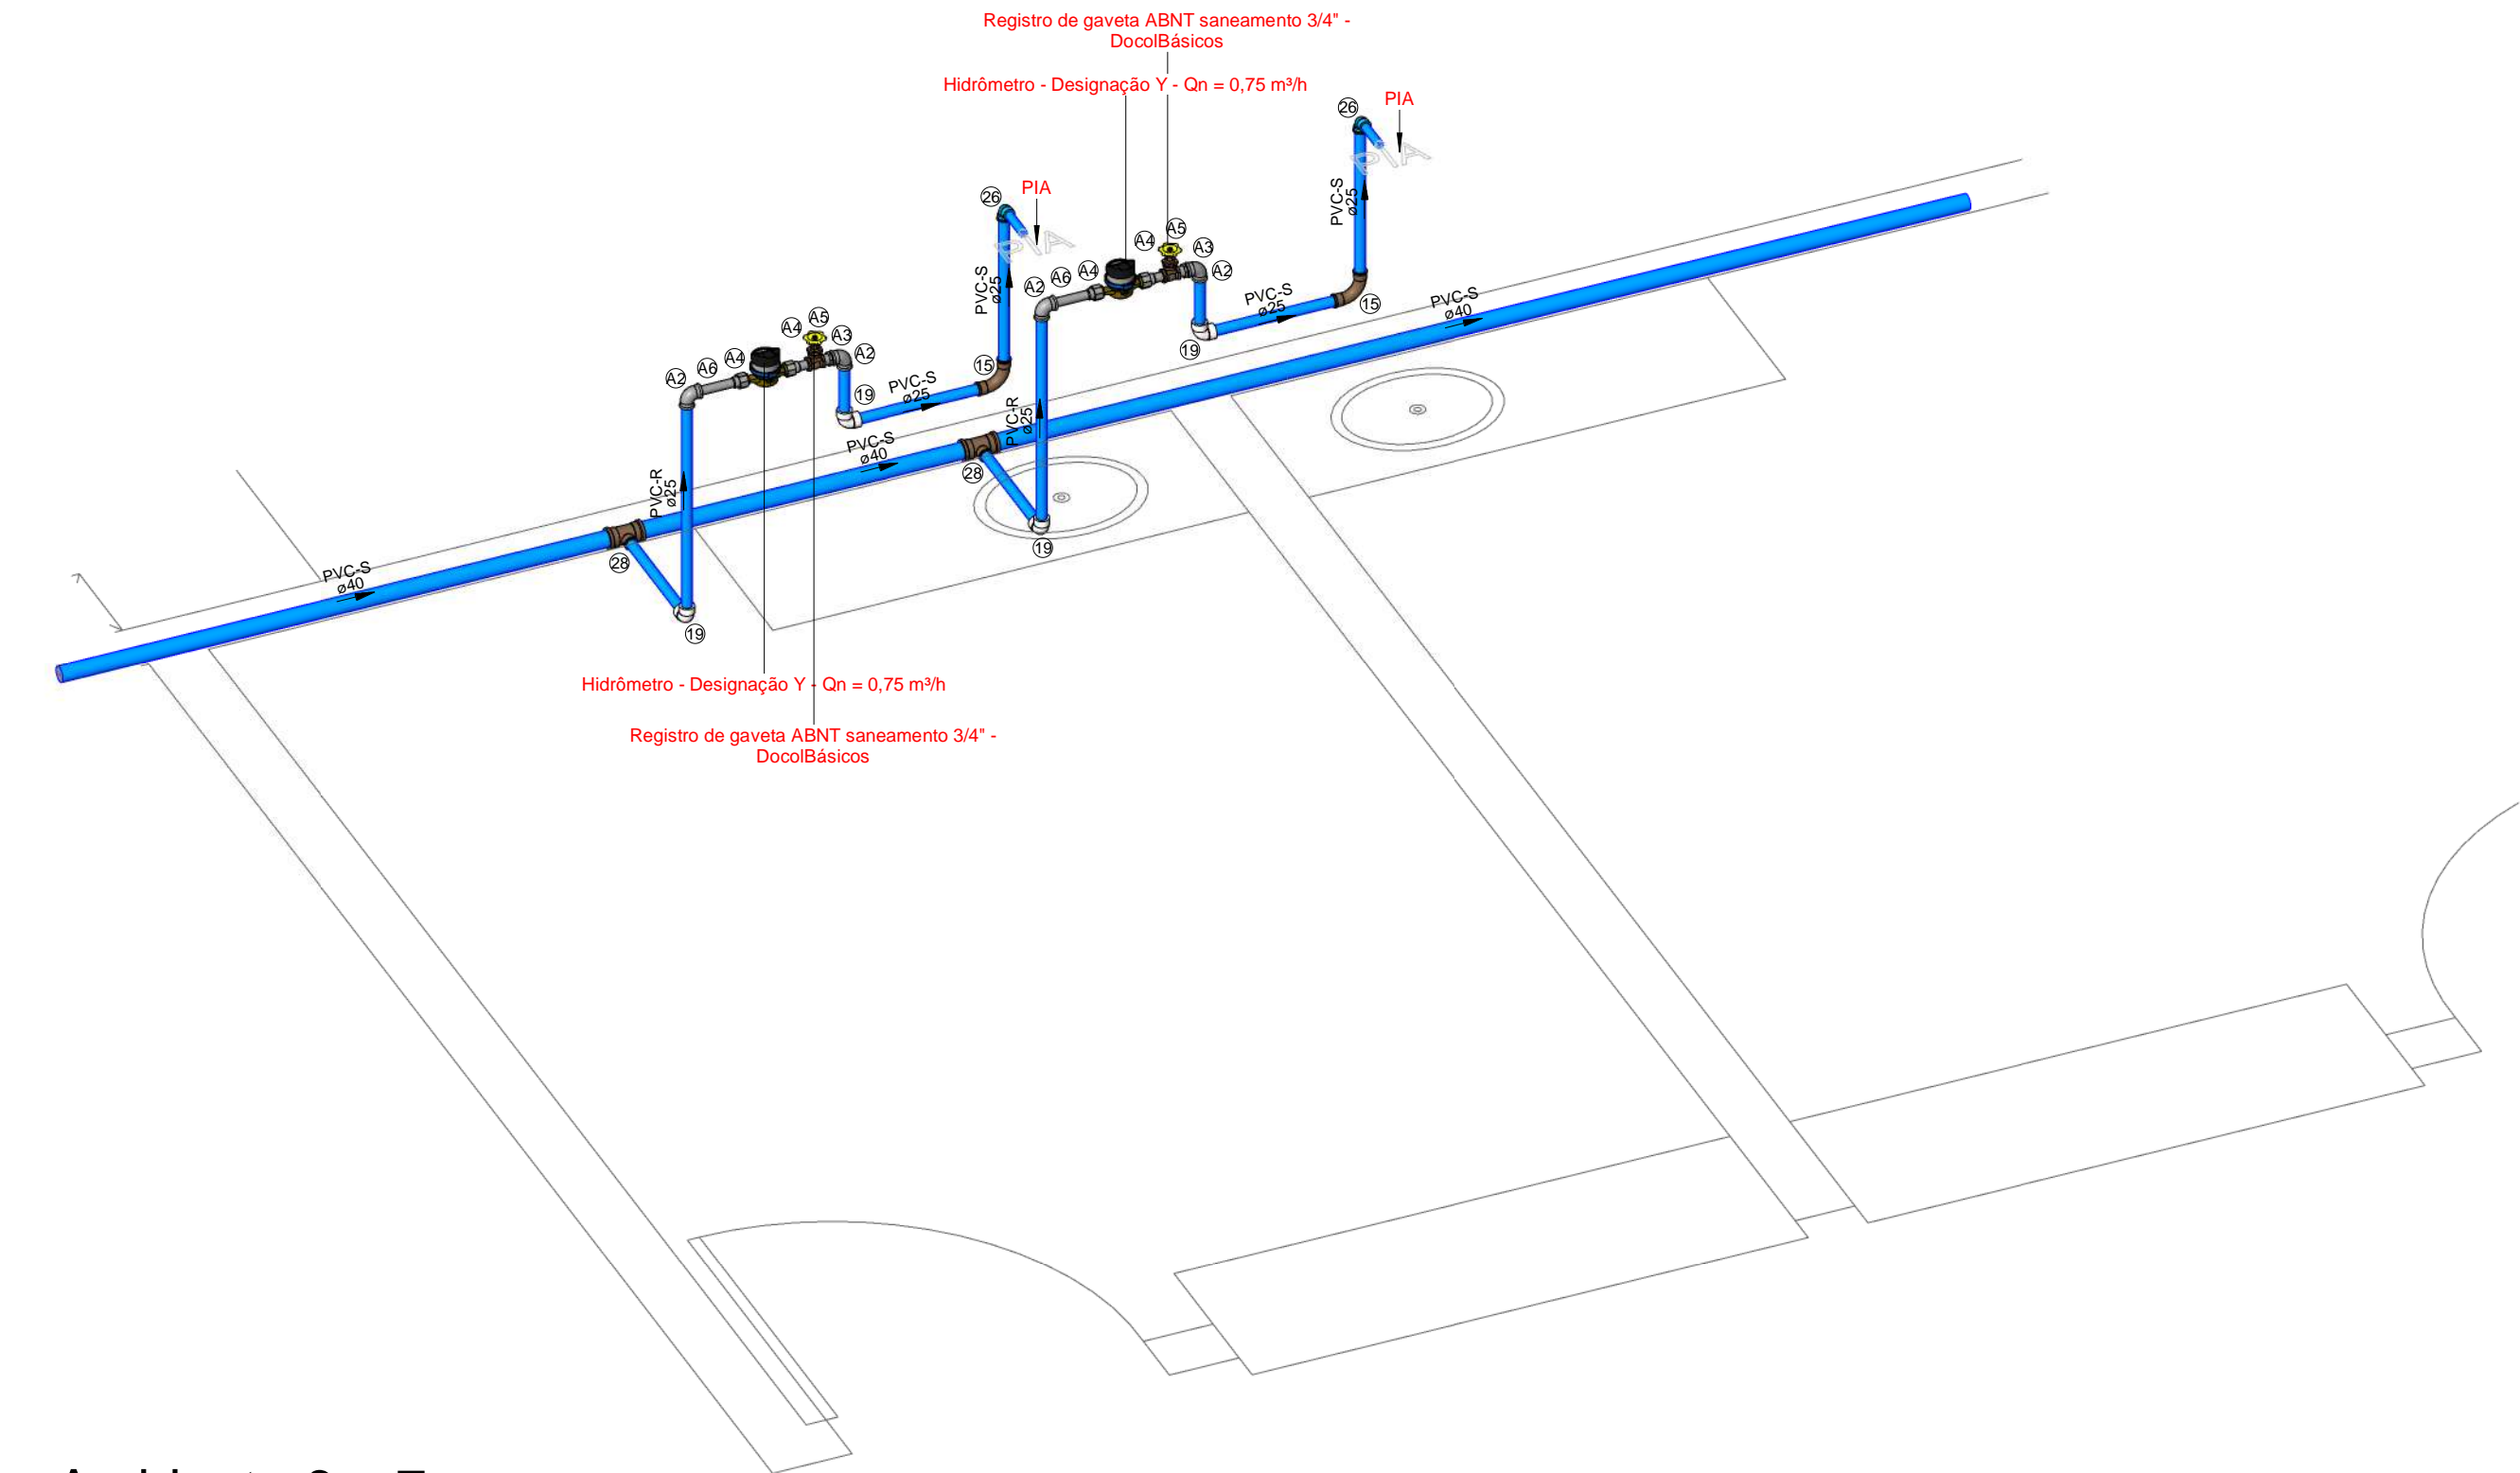 Registro de gaveta ABNT saneamento 3/4" -
DocolBásicos
Hidrômetro - Designação Y - Qn = 0,75 m³/h
26
PIA
PIA
26
PIA
PIA
PVC-S
ø25
PVC-S
ø25
A4
A5
A3
A2
A2
A6
A4
PVC-S
ø25
15
PVC-S
ø40
19
A4
A5
A3
A2
A2
A6
A4
15
PVC-S
ø25
19
PVC-R
ø25
PVC-S
ø40
28
PVC-R
ø25
19
28
PVC-S
ø40
19
Hidrômetro - Designação Y - Qn = 0,75 m³/h
Registro de gaveta ABNT saneamento 3/4" -
DocolBásicos